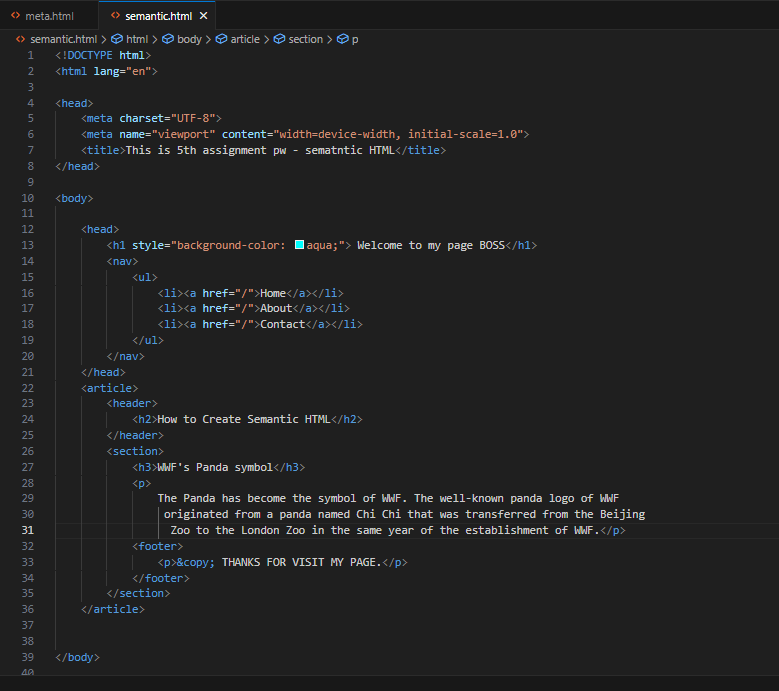 meta.html semantic.html ×
semantic.html > html > body > article > section > p
1 <!DOCTYPE html>
2 <html lang="en">
3
4 <head>
5 <meta charset="UTF-8">
6 <meta name="viewport" content="width=device-width, initial-scale=1.0">
7 <title>This is 5th assignment pw - sematntic HTML</title>
8 </head>
9
10 <body>
11
12 <head>
13 <h1 style="background-color: aqua;"> Welcome to my page BOSS</h1>
14 <nav>
15 <ul>
16 <li><a href="/">Home</a></li>
17 <li><a href="/">About</a></li>
18 <li><a href="/">Contact</a></li>
19 </ul>
20 </nav>
21 </head>
22 <article>
23 <header>
24 <h2>How to Create Semantic HTML</h2>
25 </header>
26 <section>
27 <h3>WWF's Panda symbol</h3>
28 <p>
29 The Panda has become the symbol of WWF. The well-known panda logo of WWF
30 originated from a panda named Chi Chi that was transferred from the Beijing
31 Zoo to the London Zoo in the same year of the establishment of WWF.</p>
32 <footer>
33 <p>&copy; THANKS FOR VISIT MY PAGE.</p>
34 </footer>
35 </section>
36 </article>
37
38
39 </body>
40